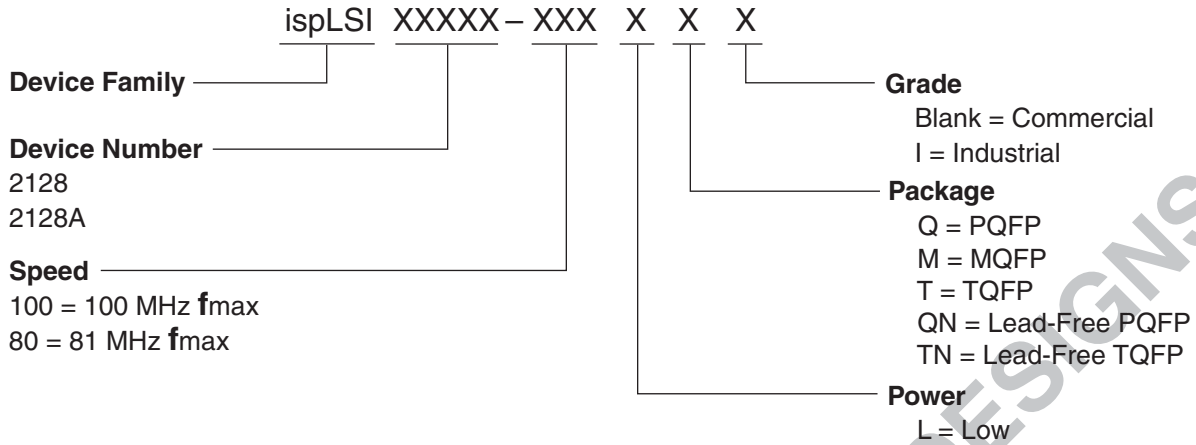 ispLSI XXXXX – XXX X X X
Device Family
Device Number
2128
2128A
Speed
100 = 100 MHz fmax
80 = 81 MHz fmax
Grade
Blank = Commercial
I = Industrial
Package
Q = PQFP
M = MQFP
T = TQFP
QN = Lead-Free PQFP
TN = Lead-Free TQFP
Power
L = Low
DESIGNS